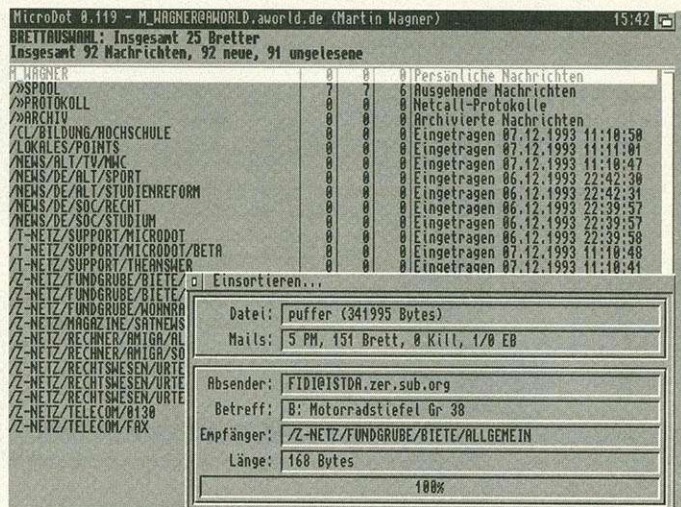 MicroDot 0.119 - M_WAGNER@AWORLD.aworld.de (Martin Wagner) 15:42
BRETTAUSWAHL: Insgesamt 25 Bretter
Insgesamt 92 Nachrichten, 92 neue, 91 ungelesene
M_WAGNER 0 0 0 Persönliche Nachrichten
/»SPOOL 7 7 6 Ausgehende Nachrichten
/»PROTOKOLL 0 0 0 Netcall-Protokolle
/»ARCHIV 0 0 0 Archivierte Nachrichten
/CL/BILDUNG/HOCHSCHULE 0 0 0 Eingetragen 07.12.1993 11:10:50
/LOKALES/POINTS 0 0 0 Eingetragen 07.12.1993 11:11:01
/NEWS/ALT/TV/MWC 0 0 0 Eingetragen 07.12.1993 11:10:47
/NEWS/DE/ALT/SPORT 0 0 0 Eingetragen 06.12.1993 22:42:30
/NEWS/DE/ALT/STUDIENREFORM 0 0 0 Eingetragen 06.12.1993 22:42:31
/NEWS/DE/SOC/RECHT 0 0 0 Eingetragen 06.12.1993 22:39:57
/NEWS/DE/SOC/STUDIUM 0 0 0 Eingetragen 06.12.1993 22:39:57
/T-NETZ/SUPPORT/MICRODOT 0 0 0 Eingetragen 06.12.1993 22:39:58
/T-NETZ/SUPPORT/MICRODOT/BETA 0 0 0 Eingetragen 07.12.1993 11:10:48
/T-NETZ/SUPPORT/THEANSWER 0 0 0 Eingetragen 07.12.1993 11:10:41
/Z-NETZ/FUNDGRUBE/BIETE/
/Z-NETZ/FUNDGRUBE/BIETE/
/Z-NETZ/FUNDGRUBE/WOHNRA
/Z-NETZ/MAGAZINE/SATNEWS
/Z-NETZ/RECHNER/AMIGA/AL
/Z-NETZ/RECHNER/AMIGA/SO
/Z-NETZ/RECHTSWESEN/URTE
/Z-NETZ/RECHTSWESEN/URTE
/Z-NETZ/RECHTSWESEN/URTE
/Z-NETZ/TELECOM/0130
/Z-NETZ/TELECOM/FAX
Einsortieren...
Datei: puffer (341995 Bytes)
Mails: 5 PM, 151 Brett, 0 Kill, 1/0 EB
Absender: FIDI@ISTDA.zer.sub.org
Betreff: B: Motorradstiefel Gr 38
Empfänger: /Z-NETZ/FUNDGRUBE/BIETE/ALLGEMEIN
Länge: 168 Bytes
100%